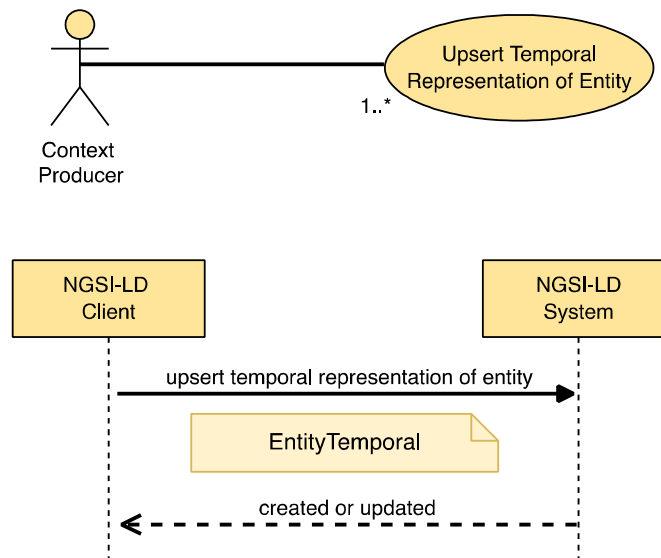 Upsert Temporal
Representation of Entity
1..*
Context
Producer
NGSI-LD
Client
NGSI-LD
System
upsert temporal representation of entity
EntityTemporal
created or updated